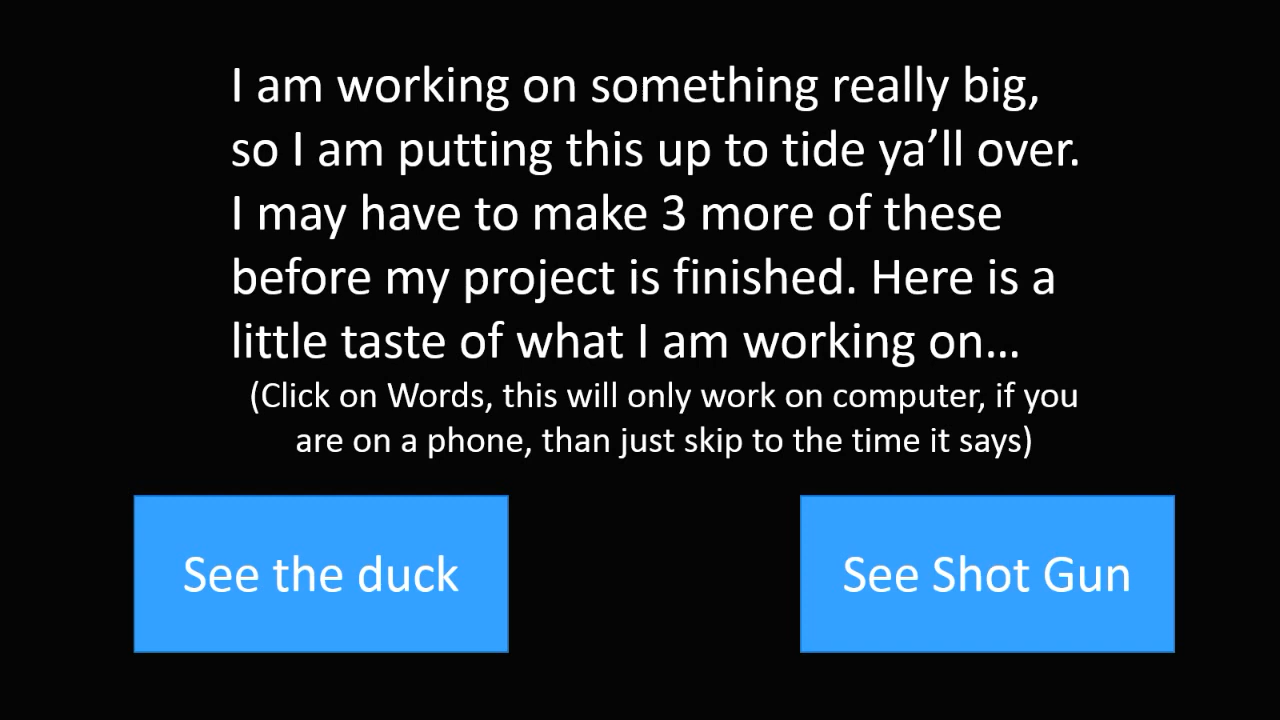 I am working on something really big,
so I am putting this up to tide ya’ll over.
I may have to make 3 more of these
before my project is finished. Here is a
little taste of what I am working on…
(Click on Words, this will only work on computer, if you
are on a phone, than just skip to the time it says)
See the duck
See Shot Gun